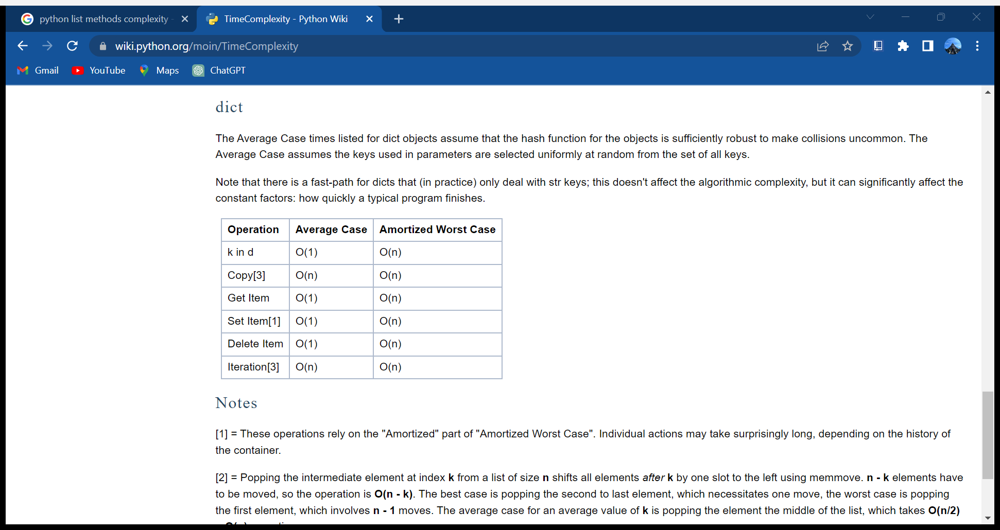 python list methods complexity
TimeComplexity - Python Wiki
wiki.python.org/moin/TimeComplexity
Gmail
YouTube
Maps
ChatGPT
dict
The Average Case times listed for dict objects assume that the hash function for the objects is sufficiently robust to make collisions uncommon. The
Average Case assumes the keys used in parameters are selected uniformly at random from the set of all keys.
Note that there is a fast-path for dicts that (in practice) only deal with str keys; this doesn't affect the algorithmic complexity, but it can significantly affect the
constant factors: how quickly a typical program finishes.
Operation Average Case Amortized Worst Case
k in d O(1) O(n)
Copy[3] O(n) O(n)
Get Item O(1) O(n)
Set Item[1] O(1) O(n)
Delete Item O(1) O(n)
Iteration[3] O(n) O(n)
Notes
[1] = These operations rely on the "Amortized" part of "Amortized Worst Case". Individual actions may take surprisingly long, depending on the history of
the container.
[2] = Popping the intermediate element at index k from a list of size n shifts all elements after k by one slot to the left using memmove. n - k elements have
to be moved, so the operation is O(n - k). The best case is popping the second to last element, which necessitates one move, the worst case is popping
the first element, which involves n - 1 moves. The average case for an average value of k is popping the element the middle of the list, which takes O(n/2)